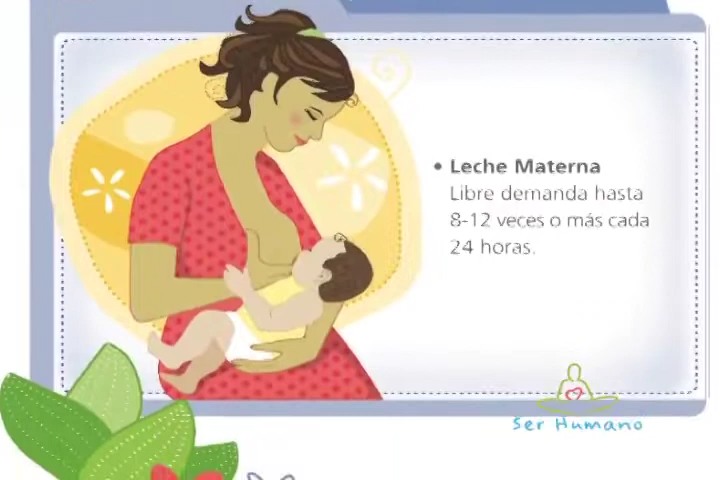 • Leche Materna
Libre demanda hasta
8-12 veces o más cada
24 horas.
Ser Humano